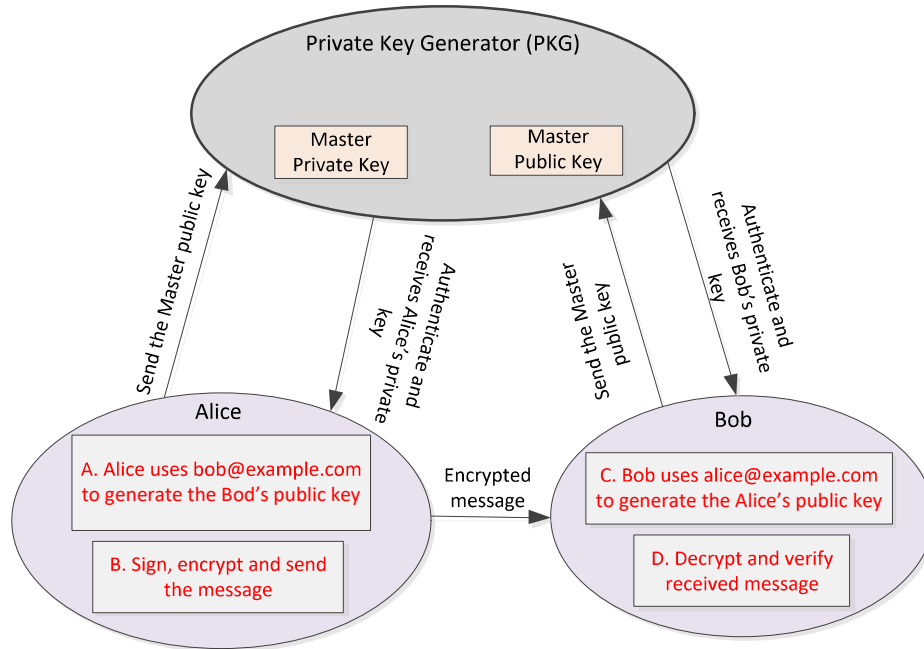 Private Key Generator (PKG)
Master
Private Key
Master
Public Key
Send the Master public key
Authenticate and
receives Alice's private
key
Send the Master
public key
Authenticate and
receives Bob's private
key
Alice
A. Alice uses bob@example.com
to generate the Bod's public key
B. Sign, encrypt and send
the message
Encrypted
message
Bob
C. Bob uses alice@example.com
to generate the Alice's public key
D. Decrypt and verify
received message